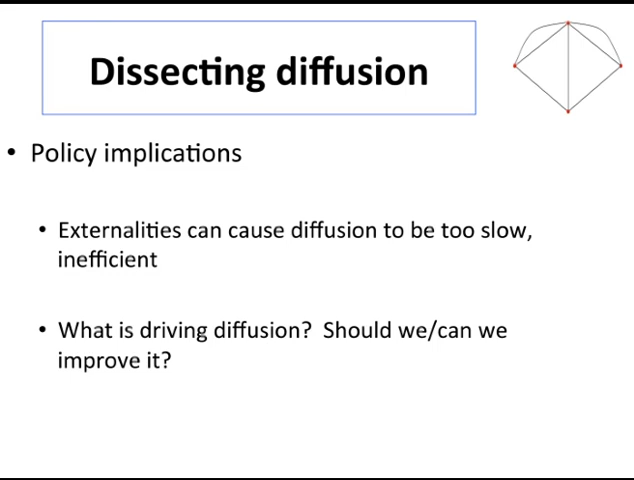 Dissecting diffusion
• Policy implications
• Externalities can cause diffusion to be too slow,
inefficient
• What is driving diffusion?  Should we/can we
improve it?